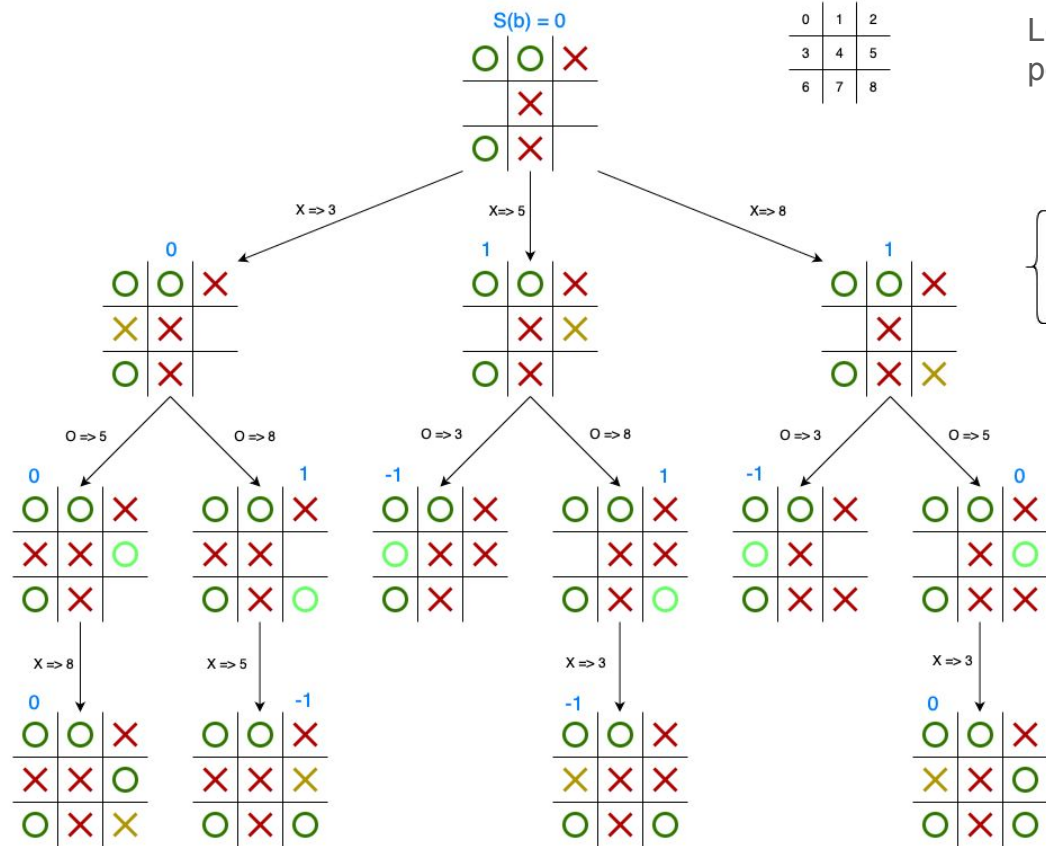 S(b) = 0
0 1 2
3 4 5
6 7 8
L
p
O O X
X
O X
X => 3
X=> 5
X=> 8
0
1
1
O O X
X X
O X
O O X
X X
O X
O O X
X
O X X
O => 5
O => 8
O => 3
O => 8
O => 3
O => 5
0
1
-1
1
-1
0
O O X
X X O
O X
O O X
X X
O X O
O O X
O X X
O X
O O X
X X
O X O
O O X
O X
O X X
O O X
X O
O X X
X => 8
X => 5
X => 3
X => 3
0
-1
-1
0
O O X
X X O
O X X
O O X
X X X
O X O
O O X
X X X
O X O
O O X
X X O
O X O